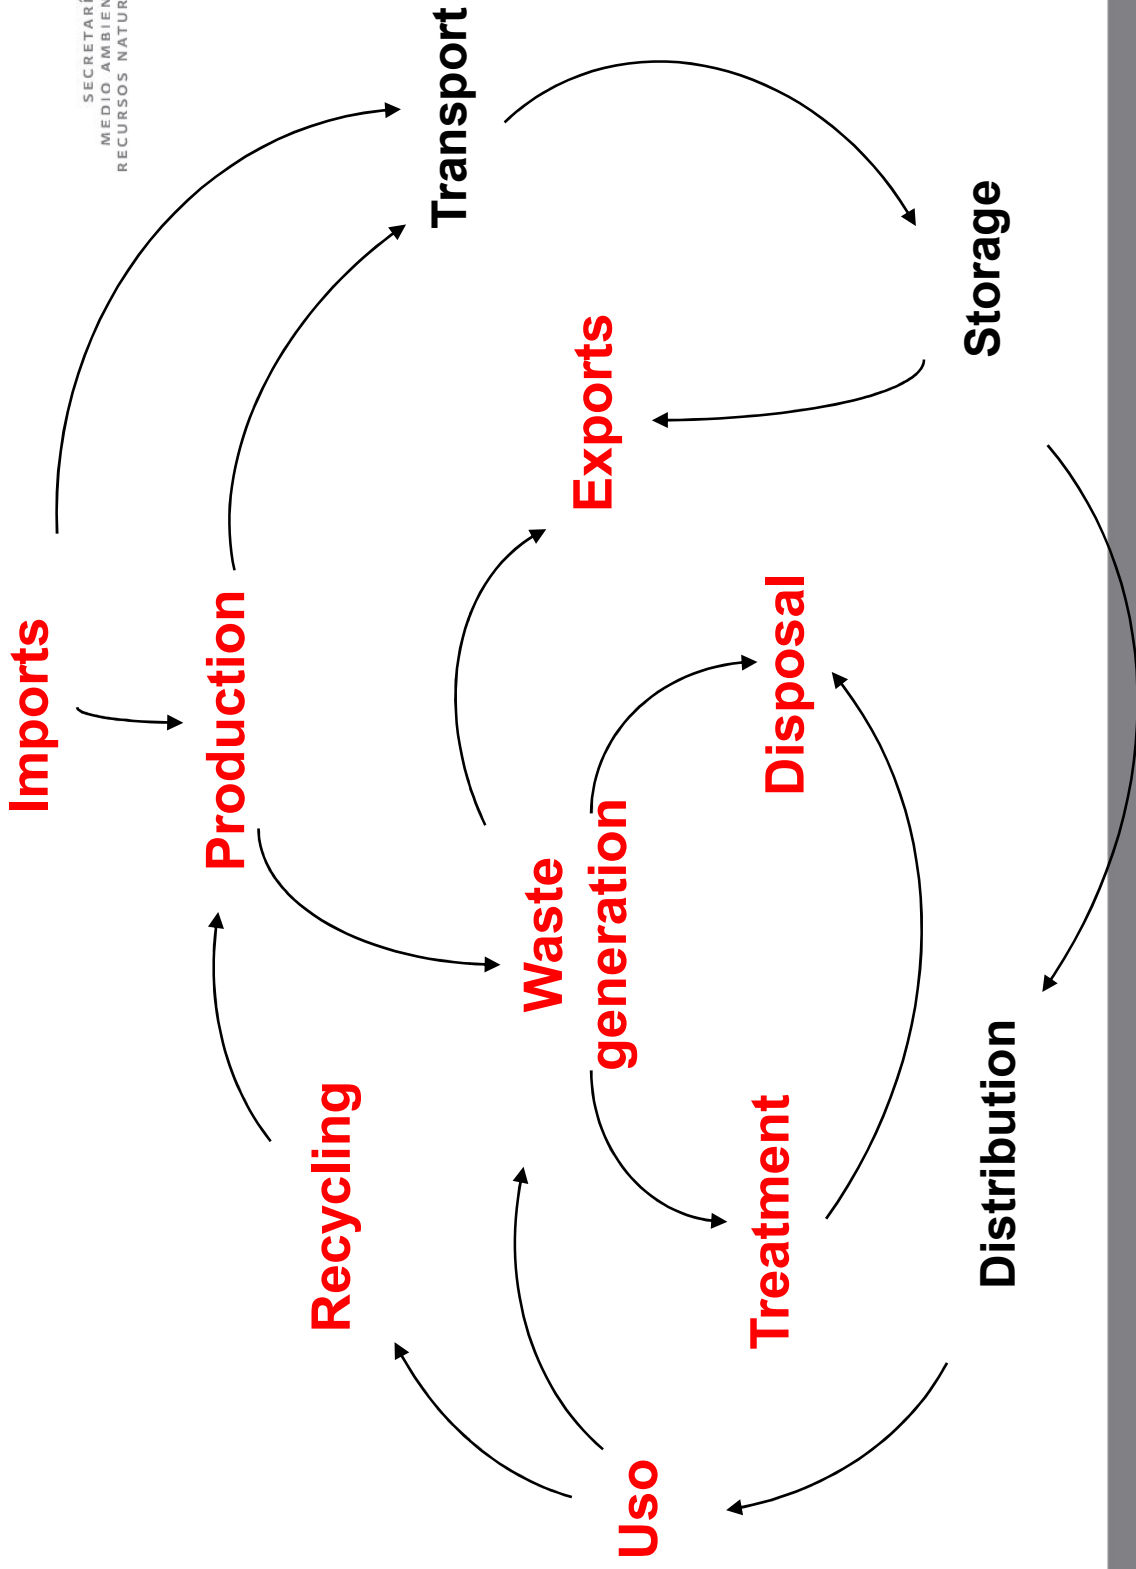 SECRETARÍ
MEDIO AMBIEN
RECURSOS NATUR
Imports
Production
Transport
Recycling
Waste
generation
Exports
Uso
Treatment
Disposal
Storage
Distribution